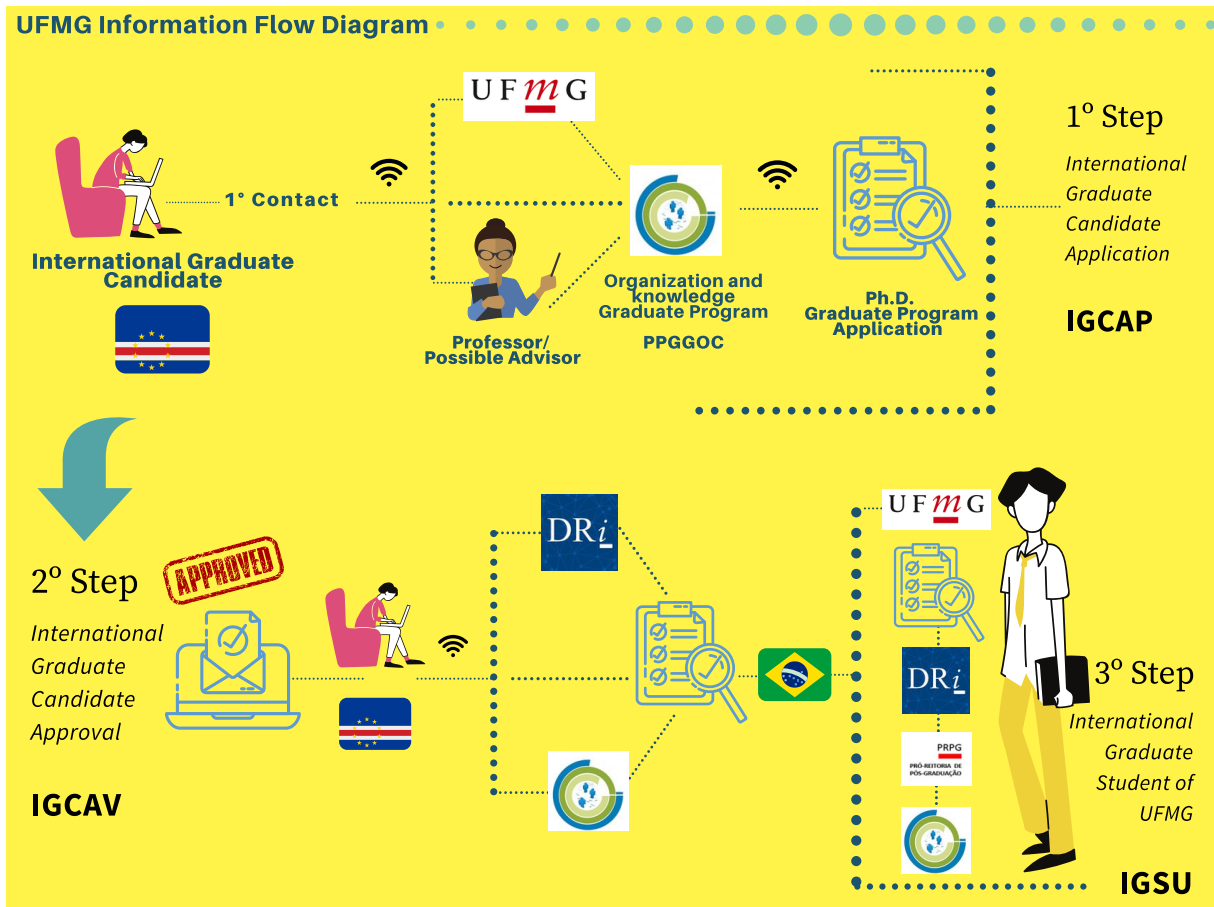 UFMG Information Flow Diagram
UFmG
1° Contact
International Graduate
Candidate
Professor/
Possible Advisor
Organization and
knowledge
Graduate Program
PPGGOC
Ph.D.
Graduate Program
Application
1º Step
International
Graduate
Candidate
Application
IGCAP
2º Step
International
Graduate
Candidate
Approval
IGCAV
APPROVED
DRi
UFmG
DRi
PRPG
PRÓ-REITORIA DE
PÓS-GRADUAÇÃO
3º Step
International
Graduate
Student of
UFMG
IGSU